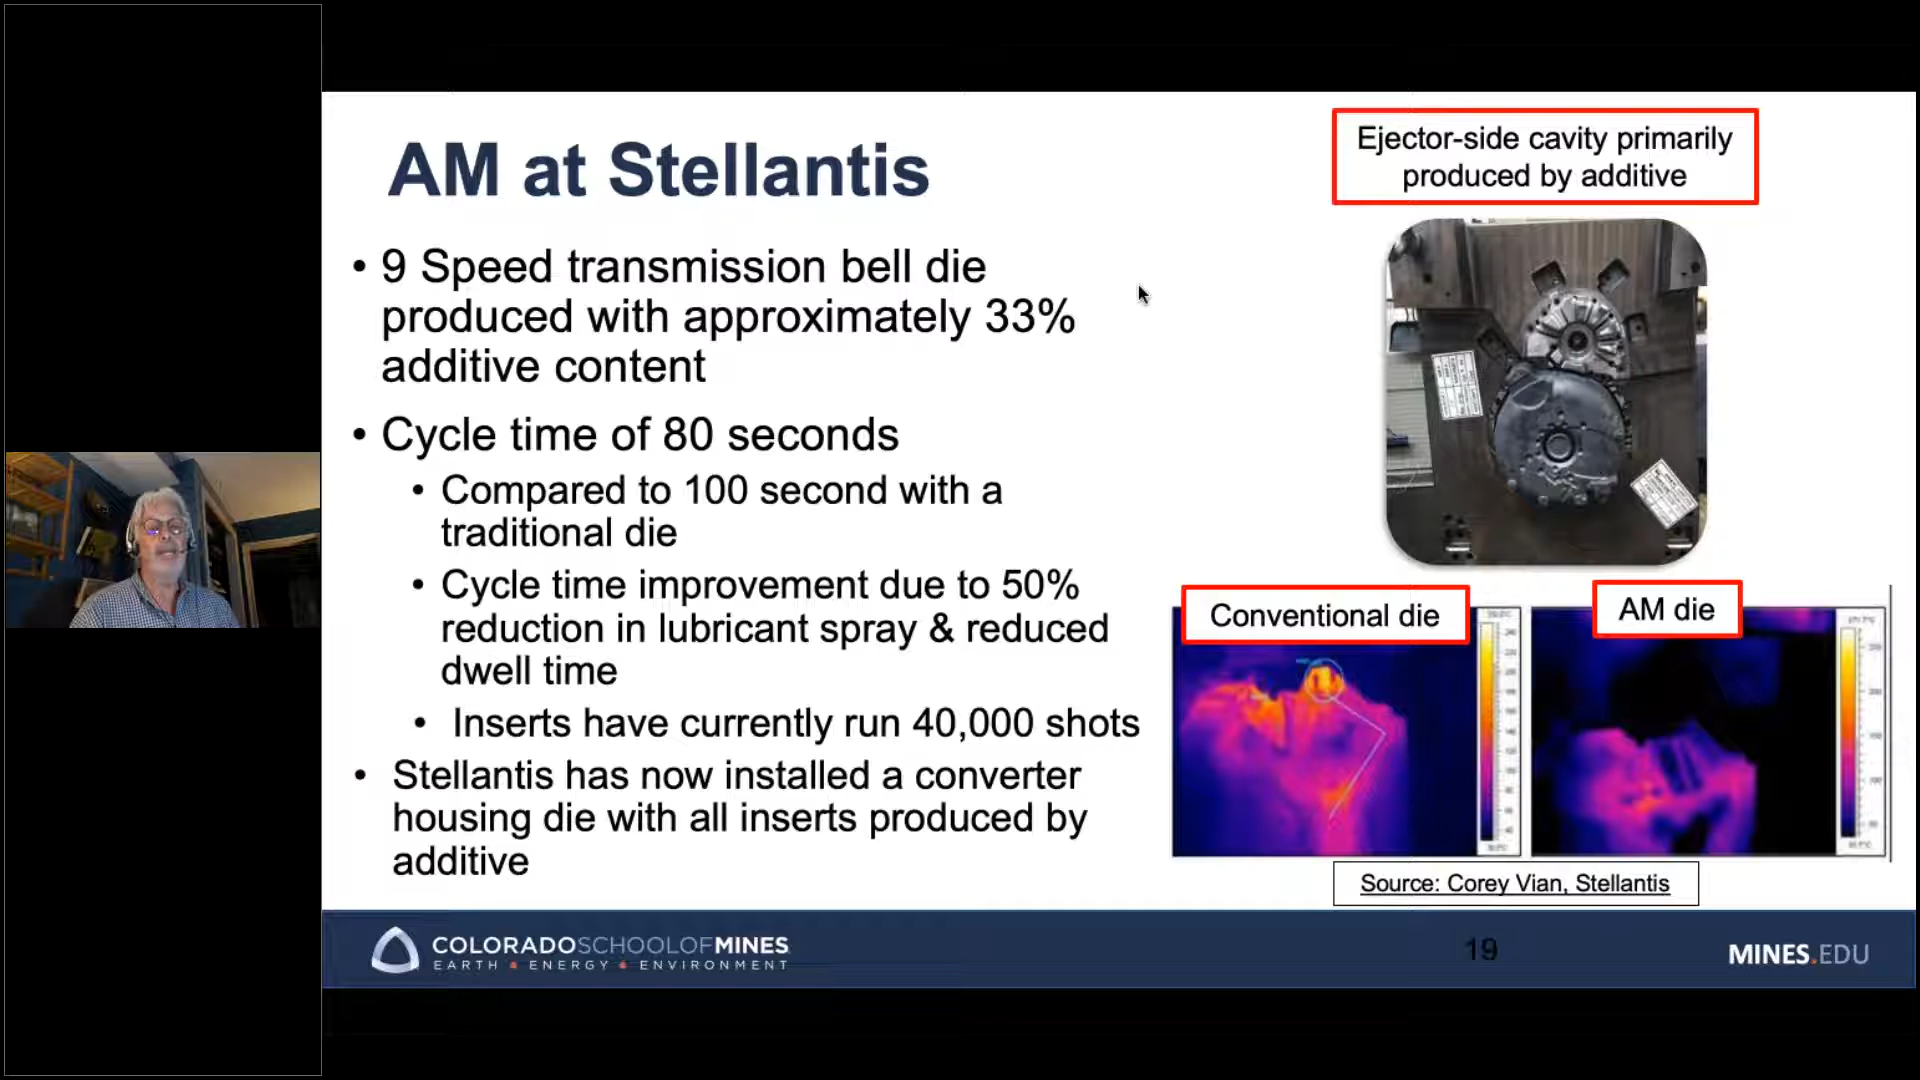 AM at Stellantis
• 9 Speed transmission bell die
produced with approximately 33%
additive content
• Cycle time of 80 seconds
• Compared to 100 second with a
traditional die
• Cycle time improvement due to 50%
reduction in lubricant spray & reduced
dwell time
• Inserts have currently run 40,000 shots
• Stellantis has now installed a converter
housing die with all inserts produced by
additive
Ejector-side cavity primarily
produced by additive
Conventional die
AM die
Source: Corey Vian, Stellantis
COLORADOSCHOOLOFMINES
EARTH • ENERGY • ENVIRONMENT
19
MINES.EDU